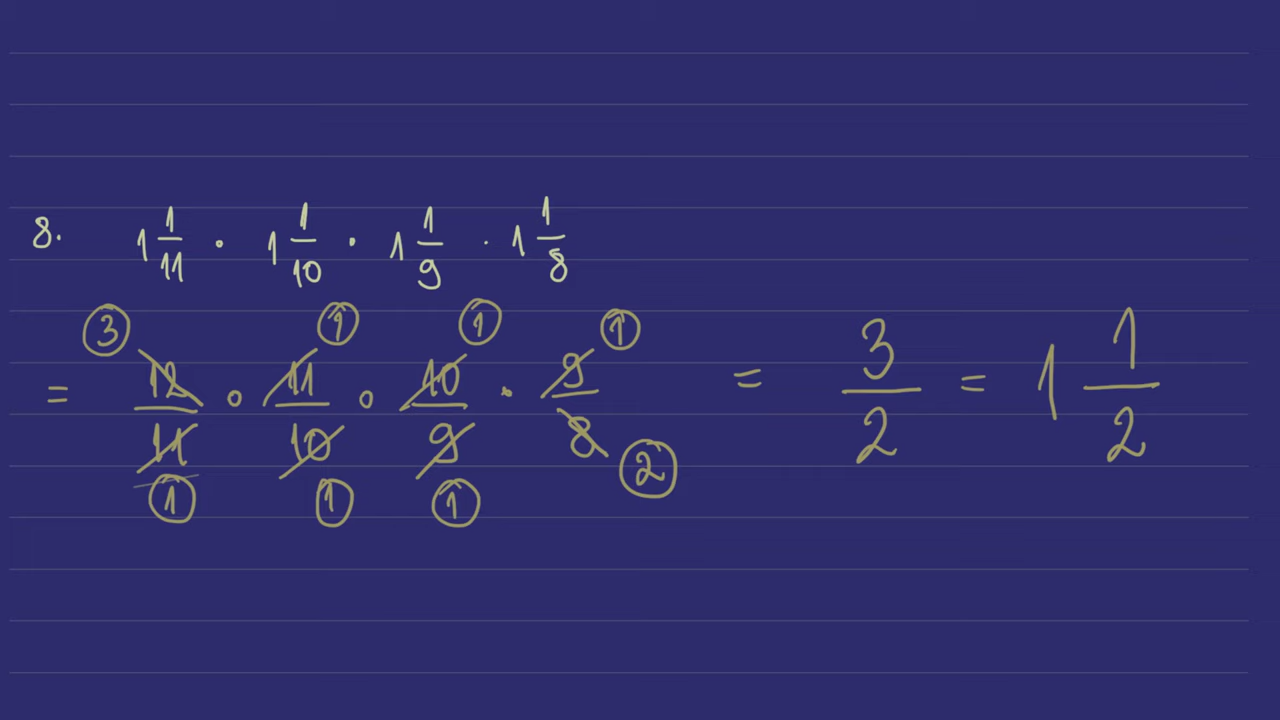 8. 1 1/11 · 1 1/10 · 1 1/9 · 1 1/8
③ ① ① ①
= 12/11 · 11/10 · 10/9 · 9/8 = 3/2 = 1 1/2
① ① ① ②